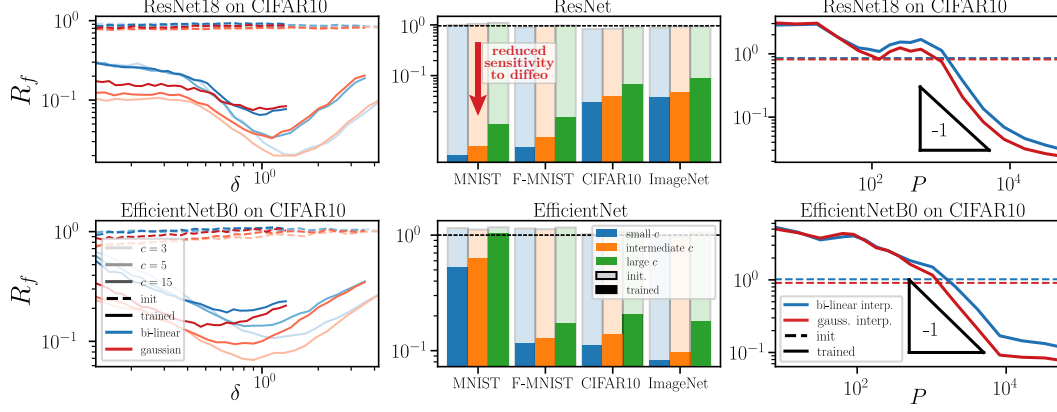 ResNet18 on CIFAR10
R_f
10^{-1}
10^0
δ
ResNet
10^{-1}
reduced
sensitivity
to diffeo
MNIST F-MNIST CIFAR10 ImageNet
ResNet18 on CIFAR10
10^0
10^{-1}
-1
10^2 10^4
P
EfficientNetB0 on CIFAR10
R_f
10^0
10^{-1}
c = 3
c = 5
c = 15
init
trained
bi-linear
gaussian
10^0
δ
EfficientNet
10^0
10^{-1}
small c
intermediate c
large c
init.
trained
MNIST F-MNIST CIFAR10 ImageNet
EfficientNetB0 on CIFAR10
10^0
10^{-1}
-1
bi-linear interp.
gauss. interp.
init
trained
10^2 10^4
P